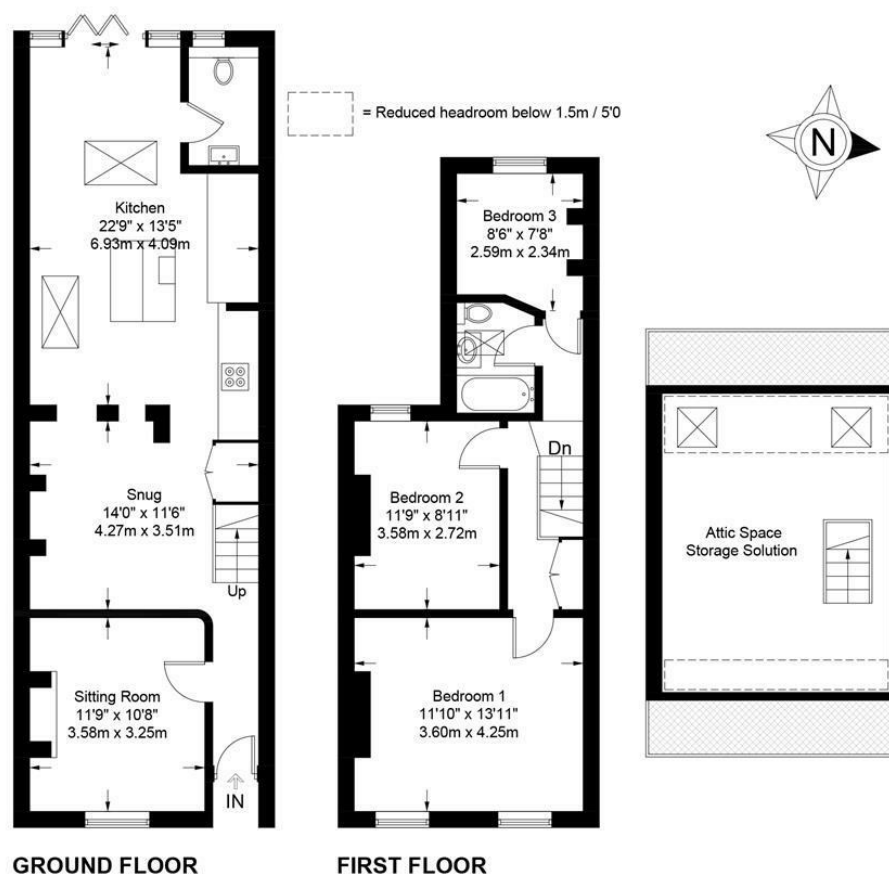 = Reduced headroom below 1.5m / 5'0
N
Kitchen
22'9" x 13'5"
6.93m x 4.09m
Snug
14'0" x 11'6"
4.27m x 3.51m
Up
Sitting Room
11'9" x 10'8"
3.58m x 3.25m
IN
GROUND FLOOR
Bedroom 3
8'6" x 7'8"
2.59m x 2.34m
Dn
Bedroom 2
11'9" x 8'11"
3.58m x 2.72m
Bedroom 1
11'10" x 13'11"
3.60m x 4.25m
FIRST FLOOR
Attic Space
Storage Solution